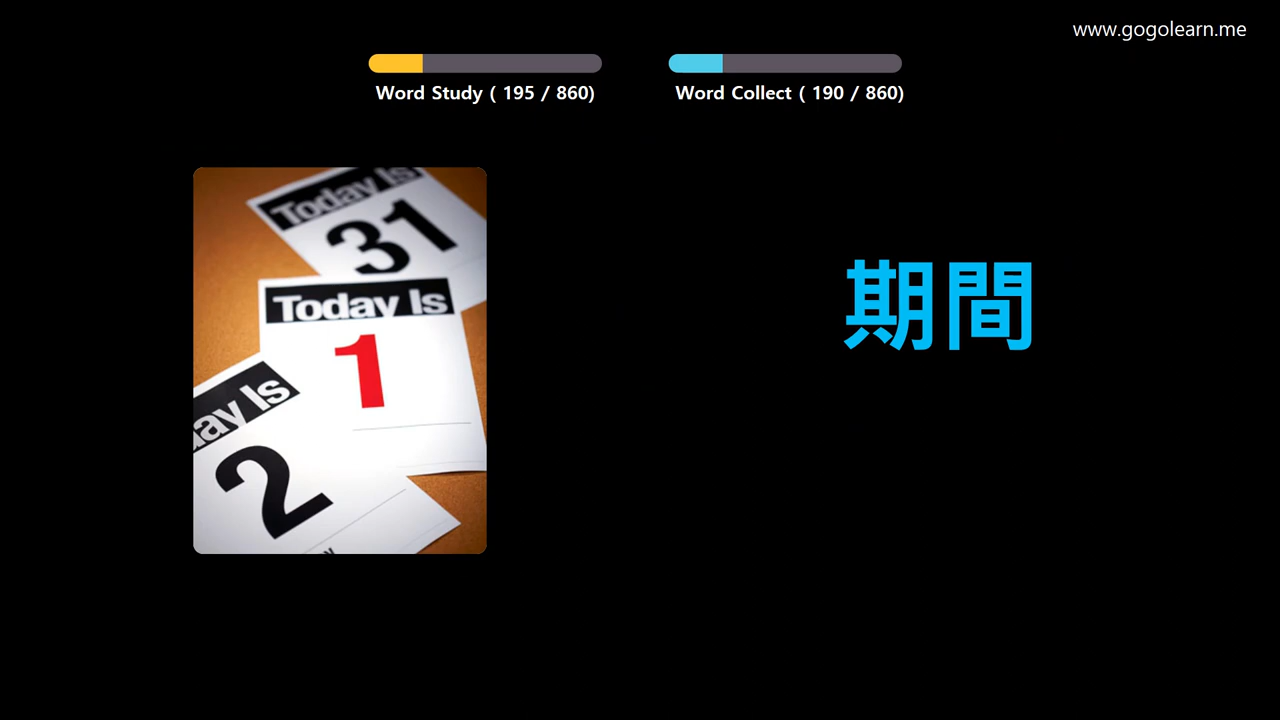 www.gogolearn.me
Word Study ( 195 / 860)
Word Collect ( 190 / 860)
Today Is
31
Today Is
1
day Is
2
期間